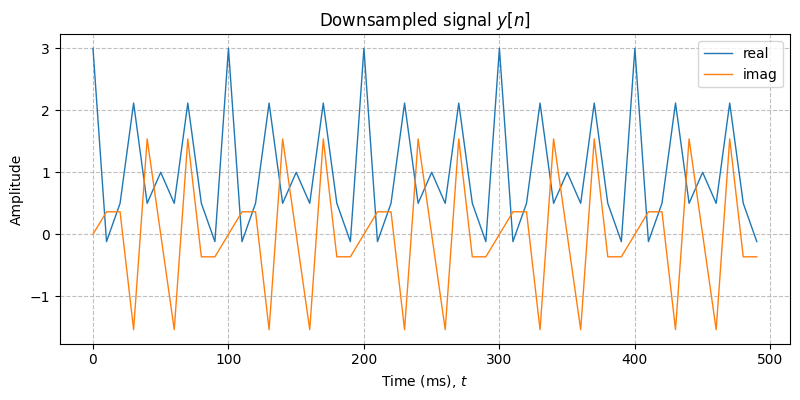 Downsampled signal y[n]
real
imag
Amplitude
3
2
1
0
−1
0 100 200 300 400 500
Time (ms), t